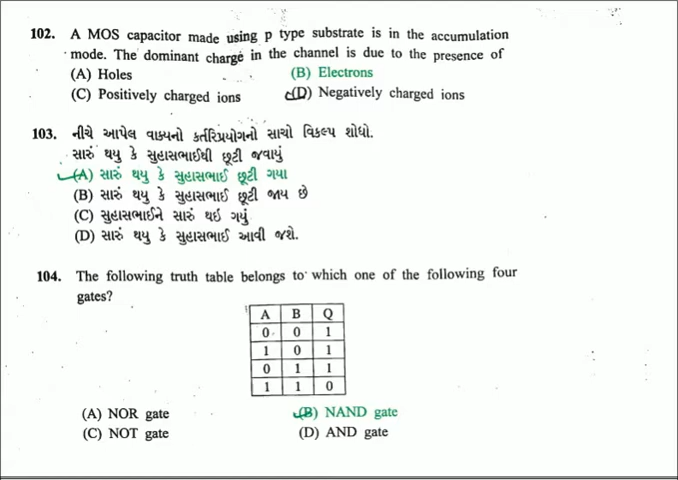 102. A MOS capacitor made using p type substrate is in the accumulation
mode. The dominant charge in the channel is due to the presence of
(A) Holes (B) Electrons
(C) Positively charged ions (D) Negatively charged ions
103. નીચે આપેલ વાક્યનો કર્તરિપ્રયોગનો સાચો વિકલ્પ શોધો.
સારું થયુ કે સુહાસભાઈથી છૂટી જવાયું
(A) સારું થયુ કે સુહાસભાઈ છૂટી ગયા
(B) સારું થયુ કે સુહાસભાઈ છૂટી જાય છે
(C) સુહાસભાઈને સારું થઇ ગયું
(D) સારું થયુ કે સુહાસભાઈ આવી જશે.
104. The following truth table belongs to which one of the following four
gates?
A B Q
0 0 1
1 0 1
0 1 1
1 1 0
(A) NOR gate (B) NAND gate
(C) NOT gate (D) AND gate